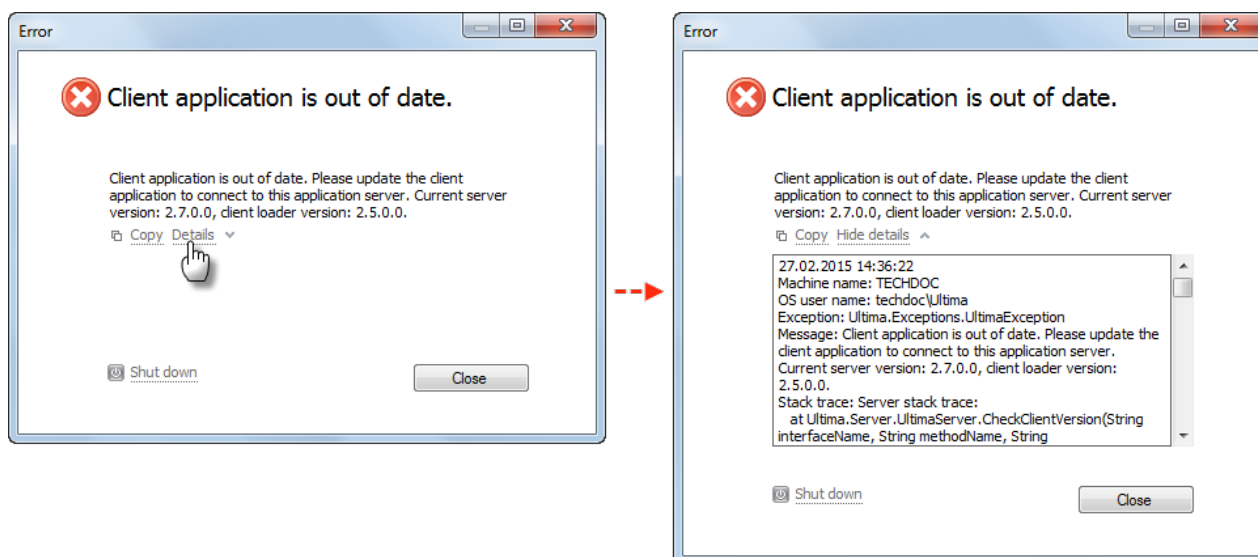 Error
Client application is out of date.
Client application is out of date. Please update the client
application to connect to this application server. Current server
version: 2.7.0.0, client loader version: 2.5.0.0.
Copy Details
Shut down
Close
Error
Client application is out of date.
Client application is out of date. Please update the client
application to connect to this application server. Current server
version: 2.7.0.0, client loader version: 2.5.0.0.
Copy Hide details
27.02.2015 14:36:22
Machine name: TECHDOC
OS user name: techdoc\Ultima
Exception: Ultima.Exceptions.UltimaException
Message: Client application is out of date. Please update the
client application to connect to this application server.
Current server version: 2.7.0.0, client loader version:
2.5.0.0.
Stack trace: Server stack trace:
at Ultima.Server.UltimaServer.CheckClientVersion(String
interfaceName, String methodName, String
Shut down
Close